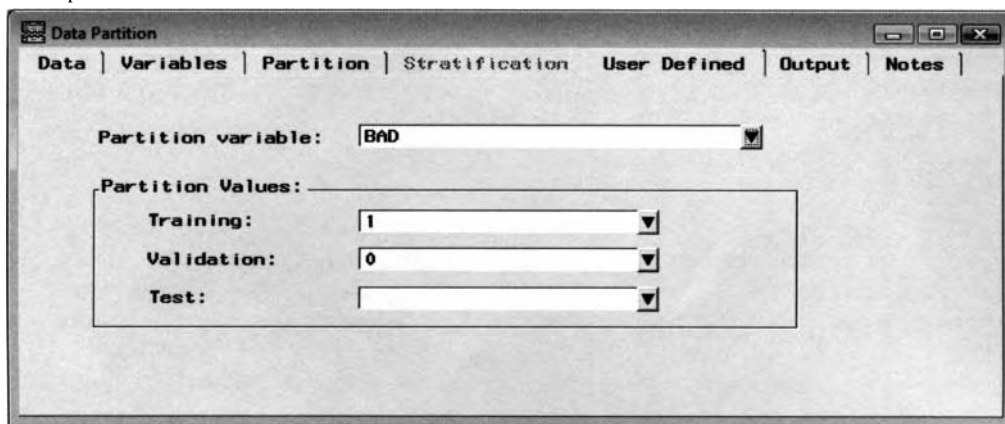 Data Partition
Data Variables Partition Stratification User Defined Output Notes
Partition variable: BAD
Partition Values:
Training: 1
Validation: 0
Test: